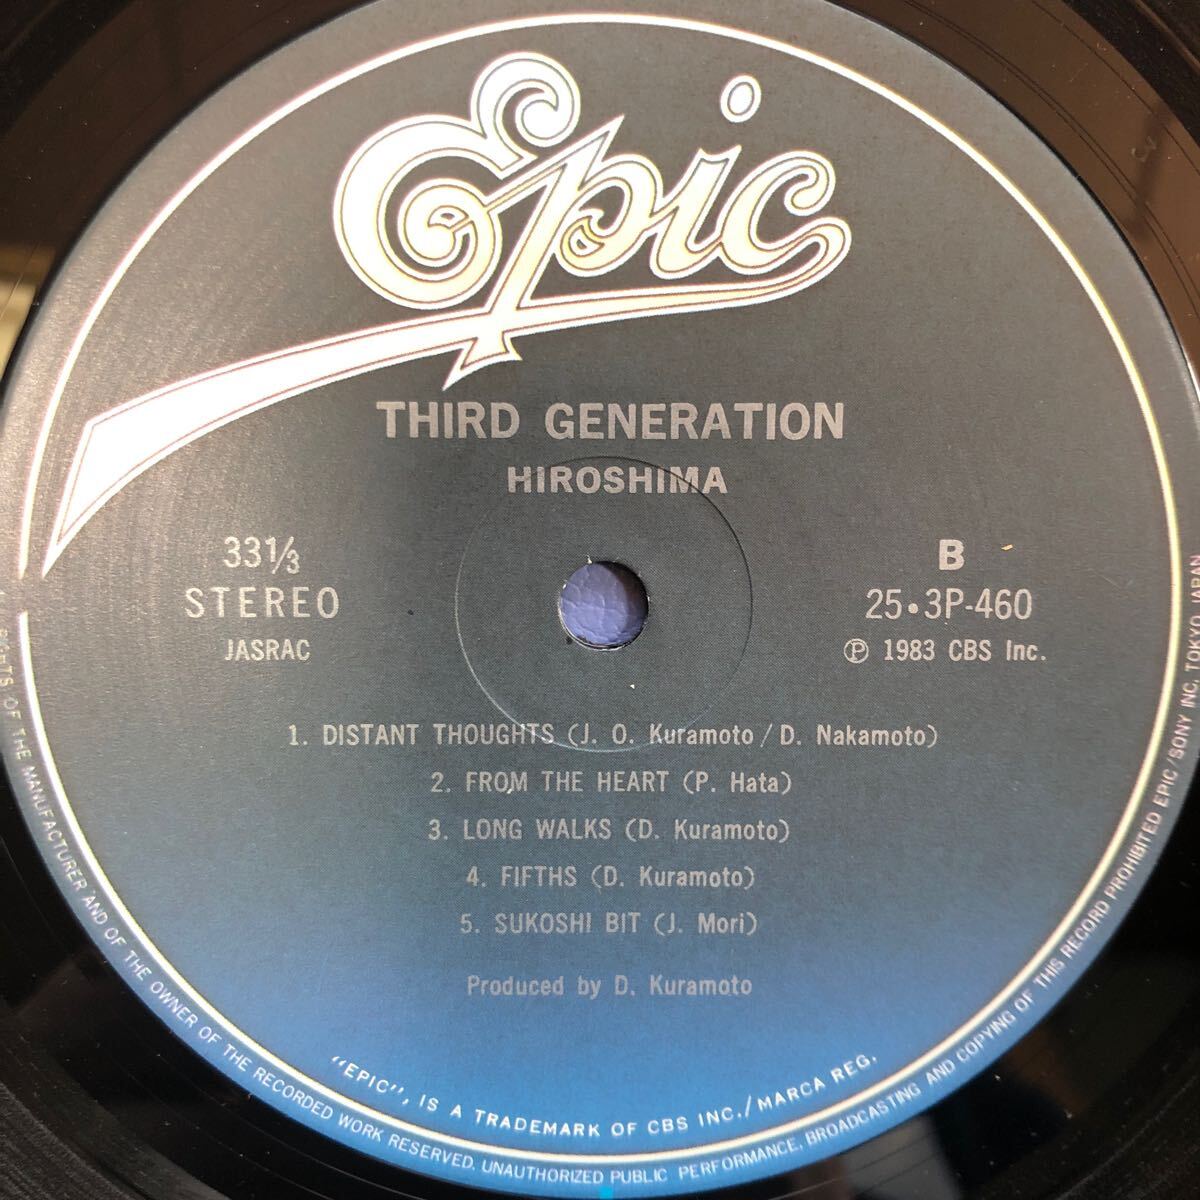 Epic
THIRD GENERATION
HIROSHIMA
33⅓
STEREO
JASRAC
B
25・3P-460
Ⓟ 1983 CBS Inc.
1. DISTANT THOUGHTS (J. O. Kuramoto / D. Nakamoto)
2. FROM THE HEART (P. Hata)
3. LONG WALKS (D. Kuramoto)
4. FIFTHS (D. Kuramoto)
5. SUKOSHI BIT (J. Mori)
Produced by D. Kuramoto
"EPIC", IS A TRADEMARK OF CBS INC./MARCA REG.
RIGHTS OF THE MANUFACTURER AND OF THE OWNER OF THE RECORDED WORK RESERVED. UNAUTHORIZED PUBLIC PERFORMANCE, BROADCASTING AND COPYING OF THIS RECORD PROHIBITED EPIC/SONY INC. TOKYO JAPAN